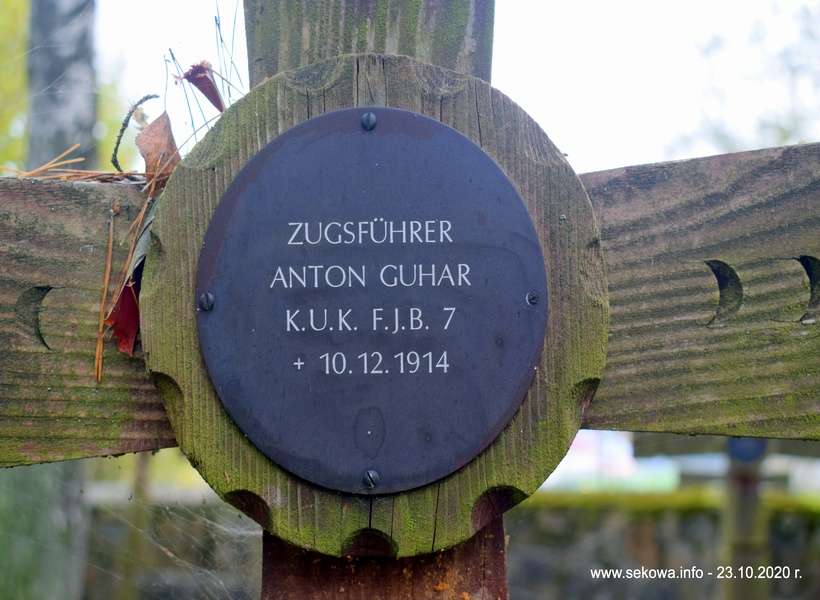 ZUGSFÜHRER
ANTON GUHAR
K.U.K. F.J.B. 7
+ 10.12.1914
www.sekowa.info - 23.10.2020 r.